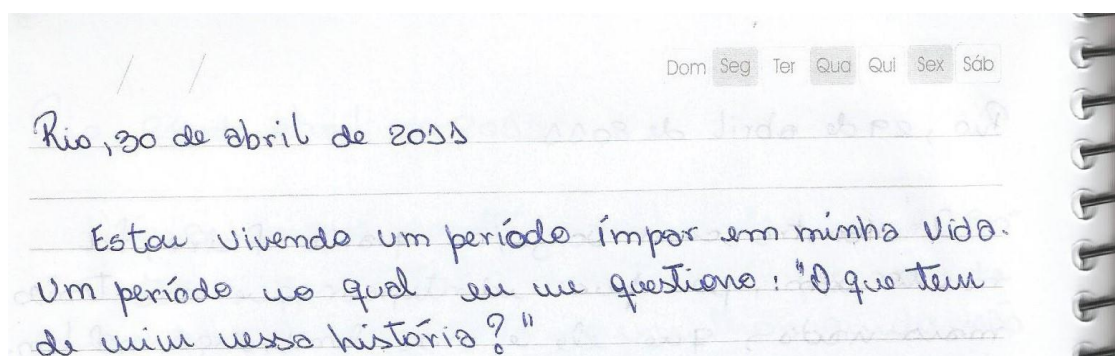 Dom Seg Ter Qua Qui Sex Sáb
Rio, 30 de abril de 2011
Estou vivendo um período ímpar em minha vida.
Um período no qual eu me questiono: "O que tem
de mim nessa história?"